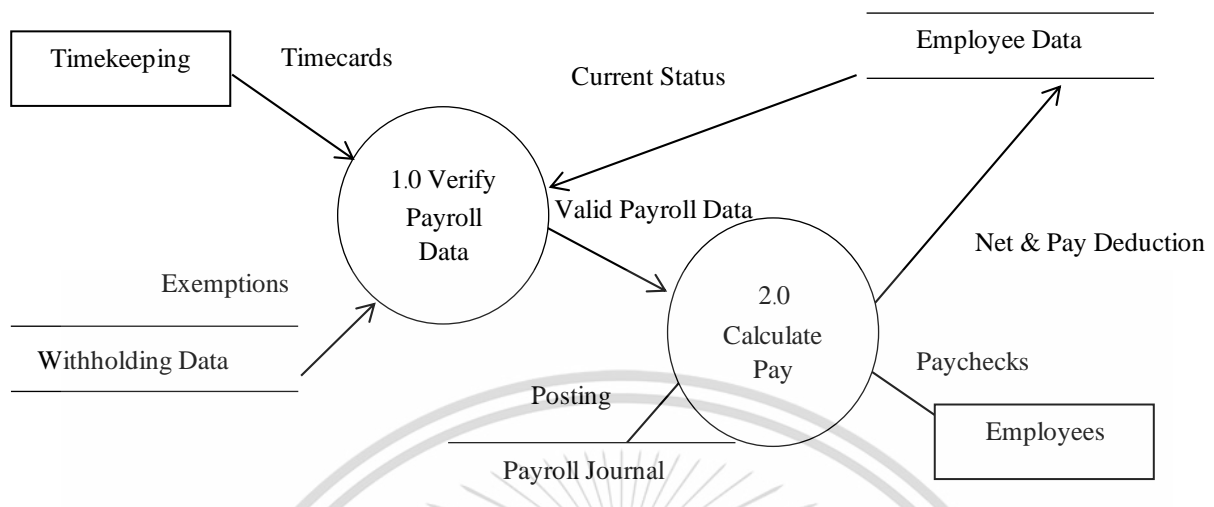 Employee Data
Timekeeping
Timecards
Current Status
1.0 Verify
Payroll
Data
Valid Payroll Data
Net & Pay Deduction
Exemptions
2.0
Calculate
Pay
Withholding Data
Paychecks
Posting
Employees
Payroll Journal